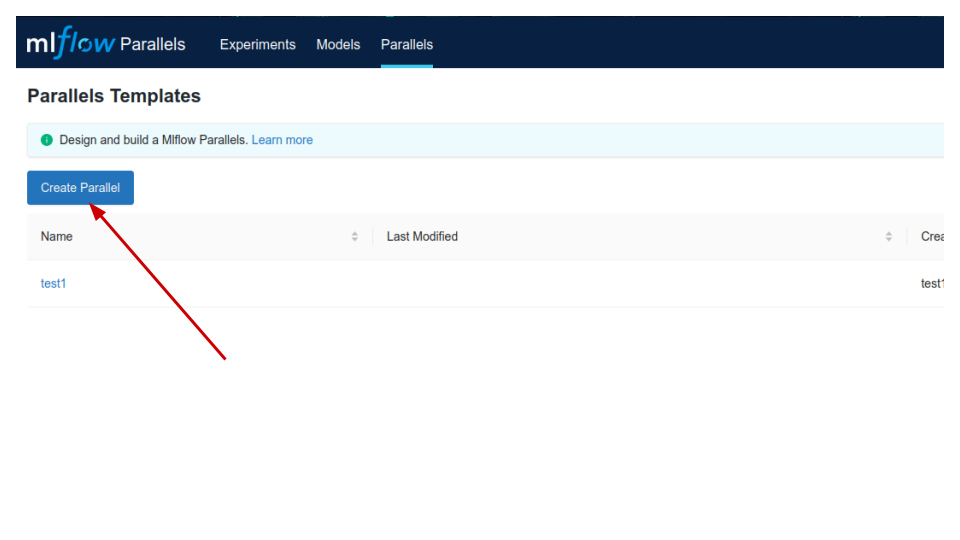 mlflow Parallels Experiments Models Parallels
Parallels Templates
Design and build a Mlflow Parallels. Learn more
Create Parallel
Name Last Modified
test1 test1